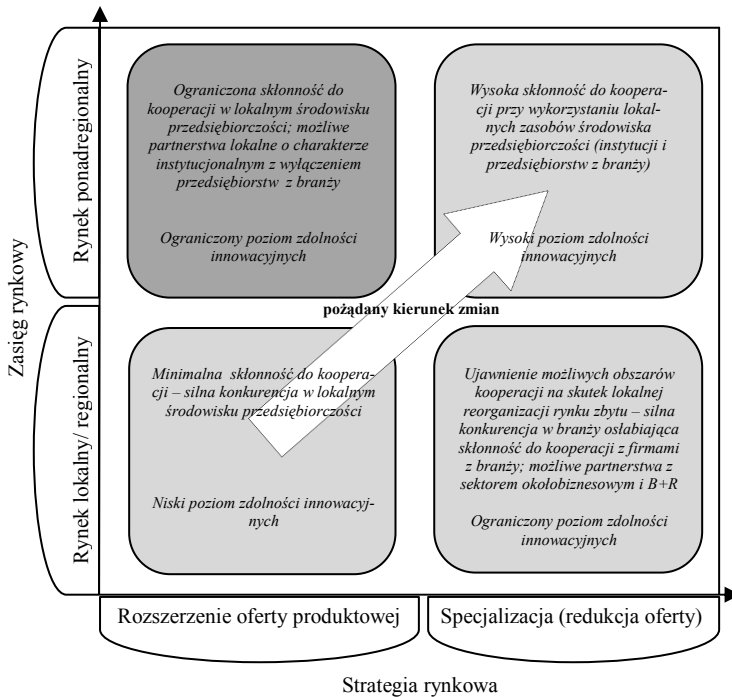 Zasięg rynkowy
Rynek ponadregionalny
Ograniczona skłonność do
kooperacji w lokalnym środowisku
przedsiębiorczości; możliwe
partnerstwa lokalne o charakterze
instytucjonalnym z wyłączeniem
przedsiębiorstw z branży
Ograniczony poziom zdolności
innowacyjnych
Wysoka skłonność do koopera-
cji przy wykorzystaniu lokal-
nych zasobów środowiska
przedsiębiorczości (instytucji i
przedsiębiorstw z branży)
Wysoki poziom zdolności
innowacyjnych
pożądany kierunek zmian
Rynek lokalny/ regionalny
Minimalna skłonność do koopera-
cji – silna konkurencja w lokalnym
środowisku przedsiębiorczości
Niski poziom zdolności innowacyj-
nych
Ujawnienie możliwych obszarów
kooperacji na skutek lokalnej
reorganizacji rynku zbytu – silna
konkurencja w branży osłabiająca
skłonność do kooperacji z firmami
z branży; możliwe partnerstwa z
sektorem okołobiznesowym i B+R
Ograniczony poziom zdolności
innowacyjnych
Rozszerzenie oferty produktowej
Specjalizacja (redukcja oferty)
Strategia rynkowa